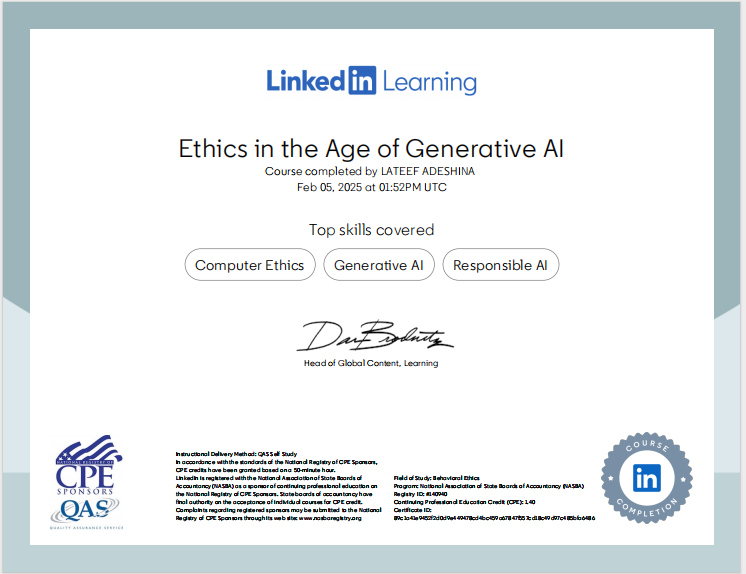 LinkedIn Learning
Ethics in the Age of Generative AI
Course completed by LATEEF ADESHINA
Feb 05, 2025 at 01:52PM UTC
Top skills covered
Computer Ethics
Generative AI
Responsible AI
Head of Global Content, Learning
NATIONAL REGISTRY OF
CPE
SPONSORS
QAS
QUALITY ASSURANCE SERVICE
Instructional Delivery Method: QAS Self Study
In accordance with the standards of the National Registry of CPE Sponsors,
CPE credits have been granted based on a 50-minute hour.
LinkedIn is registered with the National Association of State Boards of
Accountancy (NASBA) as a sponsor of continuing professional education on
the National Registry of CPE Sponsors. State boards of accountancy have
final authority on the acceptance of individual courses for CPE credit.
Complaints regarding registered sponsors may be submitted to the National
Registry of CPE Sponsors through its web site: www.nasbaregistry.org
Field of Study: Behavioral Ethics
Program: National Association of State Boards of Accountancy (NASBA)
Registry ID: #140940
Continuing Professional Education Credit (CPE): 1.40
Certificate ID:
COURSE
in
COMPLETION